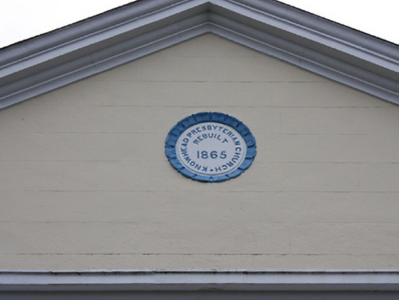 KNOWHEAD PRESBYTERIAN CHURCH
REBUILT
1865